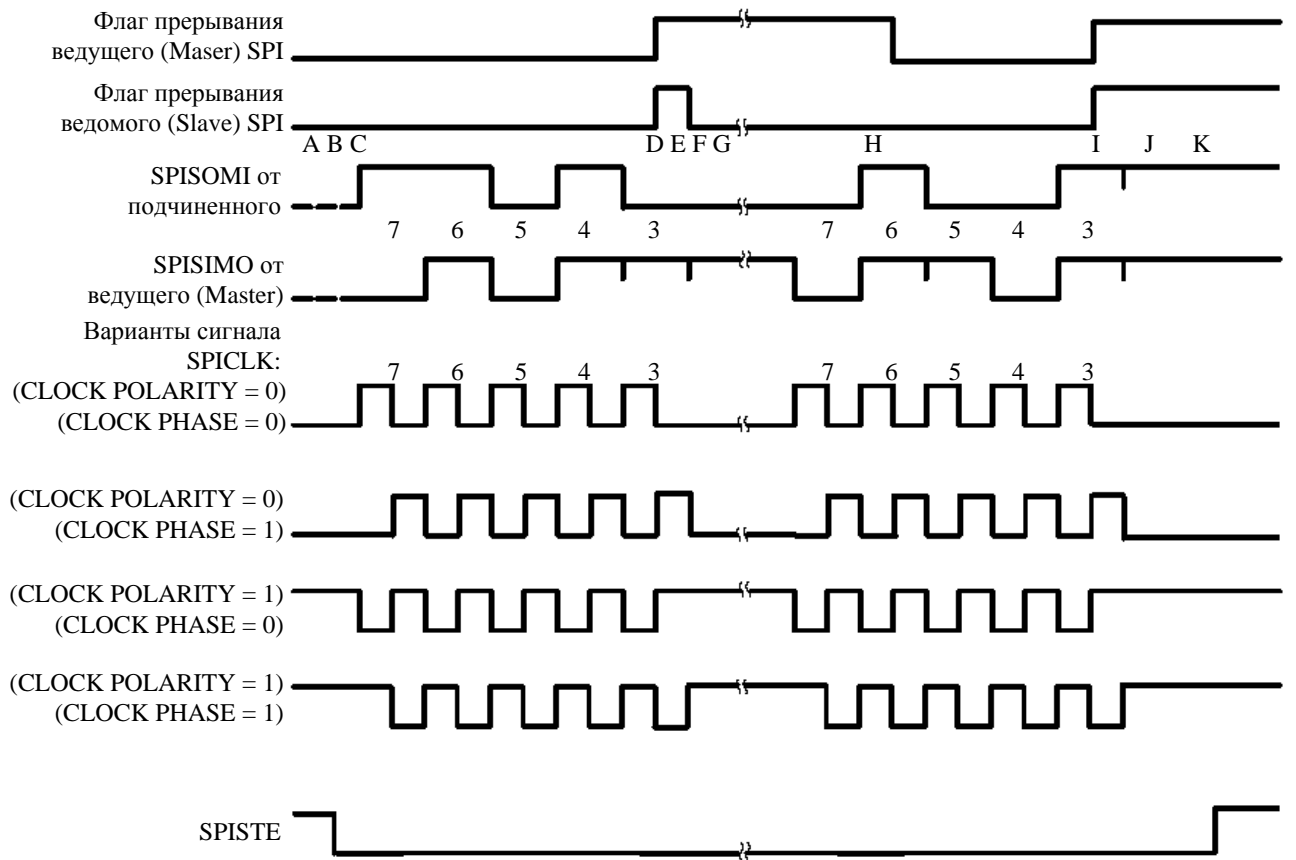 Флаг прерывания
ведущего (Maser) SPI
Флаг прерывания
ведомого (Slave) SPI
A B C D E F G H I J K
SPISOMI от
подчиненного
7 6 5 4 3 7 6 5 4 3
SPISIMO от
ведущего (Master)
Варианты сигнала
SPICLK:
7 6 5 4 3 7 6 5 4 3
(CLOCK POLARITY = 0)
(CLOCK PHASE = 0)
(CLOCK POLARITY = 0)
(CLOCK PHASE = 1)
(CLOCK POLARITY = 1)
(CLOCK PHASE = 0)
(CLOCK POLARITY = 1)
(CLOCK PHASE = 1)
SPISTE